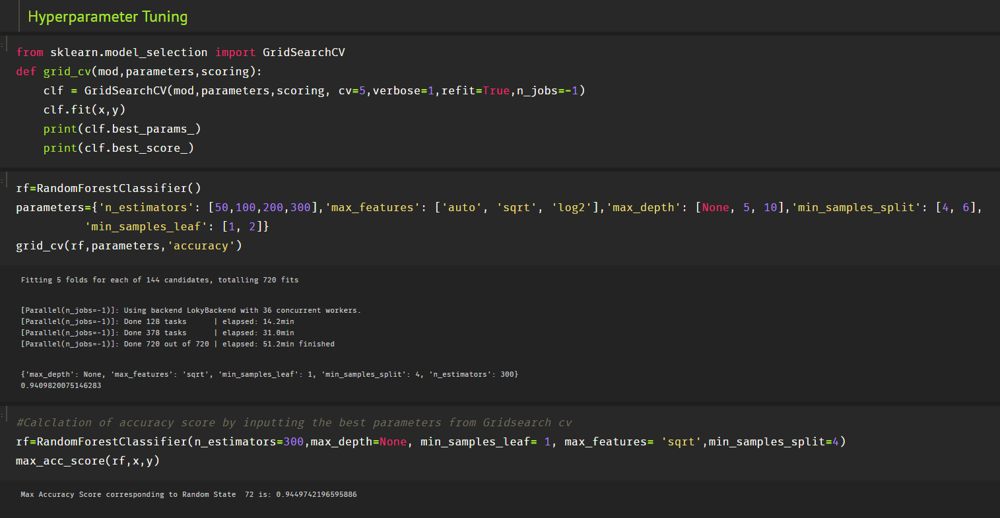 Hyperparameter Tuning
:
from sklearn.model_selection import GridSearchCV
def grid_cv(mod,parameters,scoring):
    clf = GridSearchCV(mod,parameters,scoring, cv=5,verbose=1,refit=True,n_jobs=-1)
    clf.fit(x,y)
    print(clf.best_params_)
    print(clf.best_score_)
:
rf=RandomForestClassifier()
parameters={'n_estimators': [50,100,200,300],'max_features': ['auto', 'sqrt', 'log2'],'max_depth': [None, 5, 10],'min_samples_split': [4, 6],
          'min_samples_leaf': [1, 2]}
grid_cv(rf,parameters,'accuracy')
Fitting 5 folds for each of 144 candidates, totalling 720 fits
[Parallel(n_jobs=-1)]: Using backend LokyBackend with 36 concurrent workers.
[Parallel(n_jobs=-1)]: Done 128 tasks      | elapsed: 14.2min
[Parallel(n_jobs=-1)]: Done 378 tasks      | elapsed: 31.0min
[Parallel(n_jobs=-1)]: Done 720 out of 720 | elapsed: 51.2min finished
{'max_depth': None, 'max_features': 'sqrt', 'min_samples_leaf': 1, 'min_samples_split': 4, 'n_estimators': 300}
0.9409820075146283
:
#Calclation of accuracy score by inputting the best parameters from Gridsearch cv
rf=RandomForestClassifier(n_estimators=300,max_depth=None, min_samples_leaf= 1, max_features= 'sqrt',min_samples_split=4)
max_acc_score(rf,x,y)
Max Accuracy Score corresponding to Random State  72 is: 0.9449742196595886